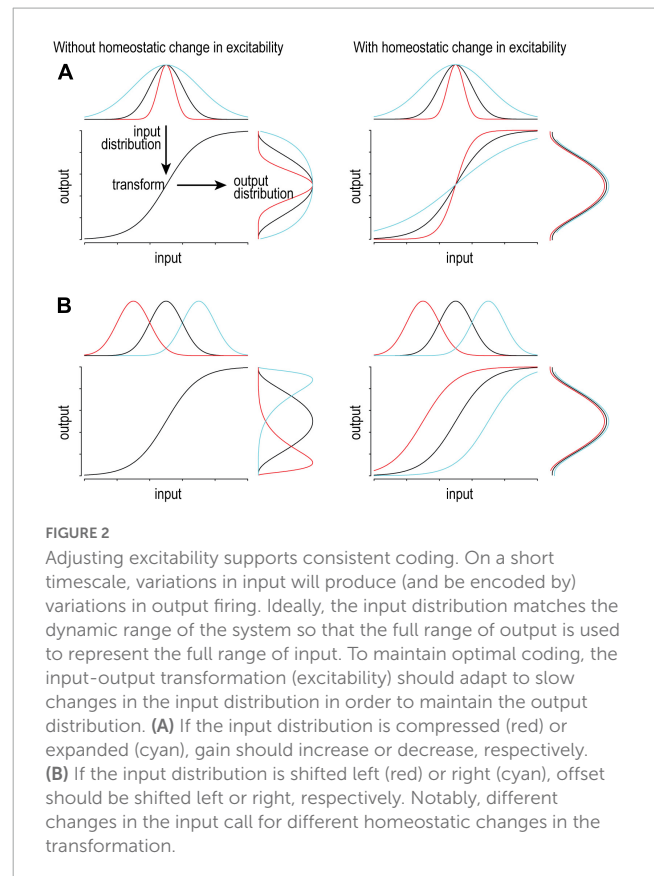 Without homeostatic change in excitability
With homeostatic change in excitability
A
input
distribution
transform
output
distribution
output
input
output
input
B
output
input
output
input
FIGURE 2
Adjusting excitability supports consistent coding. On a short
timescale, variations in input will produce (and be encoded by)
variations in output firing. Ideally, the input distribution matches the
dynamic range of the system so that the full range of output is used
to represent the full range of input. To maintain optimal coding, the
input-output transformation (excitability) should adapt to slow
changes in the input distribution in order to maintain the output
distribution. (A) If the input distribution is compressed (red) or
expanded (cyan), gain should increase or decrease, respectively.
(B) If the input distribution is shifted left (red) or right (cyan), offset
should be shifted left or right, respectively. Notably, different
changes in the input call for different homeostatic changes in the
transformation.